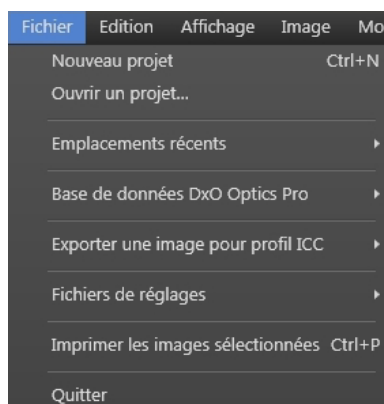 Fichier Edition Affichage Image Mo
Nouveau projet Ctrl+N
Ouvrir un projet...
Emplacements récents
Base de données DxO Optics Pro
Exporter une image pour profil ICC
Fichiers de réglages
Imprimer les images sélectionnées Ctrl+P
Quitter